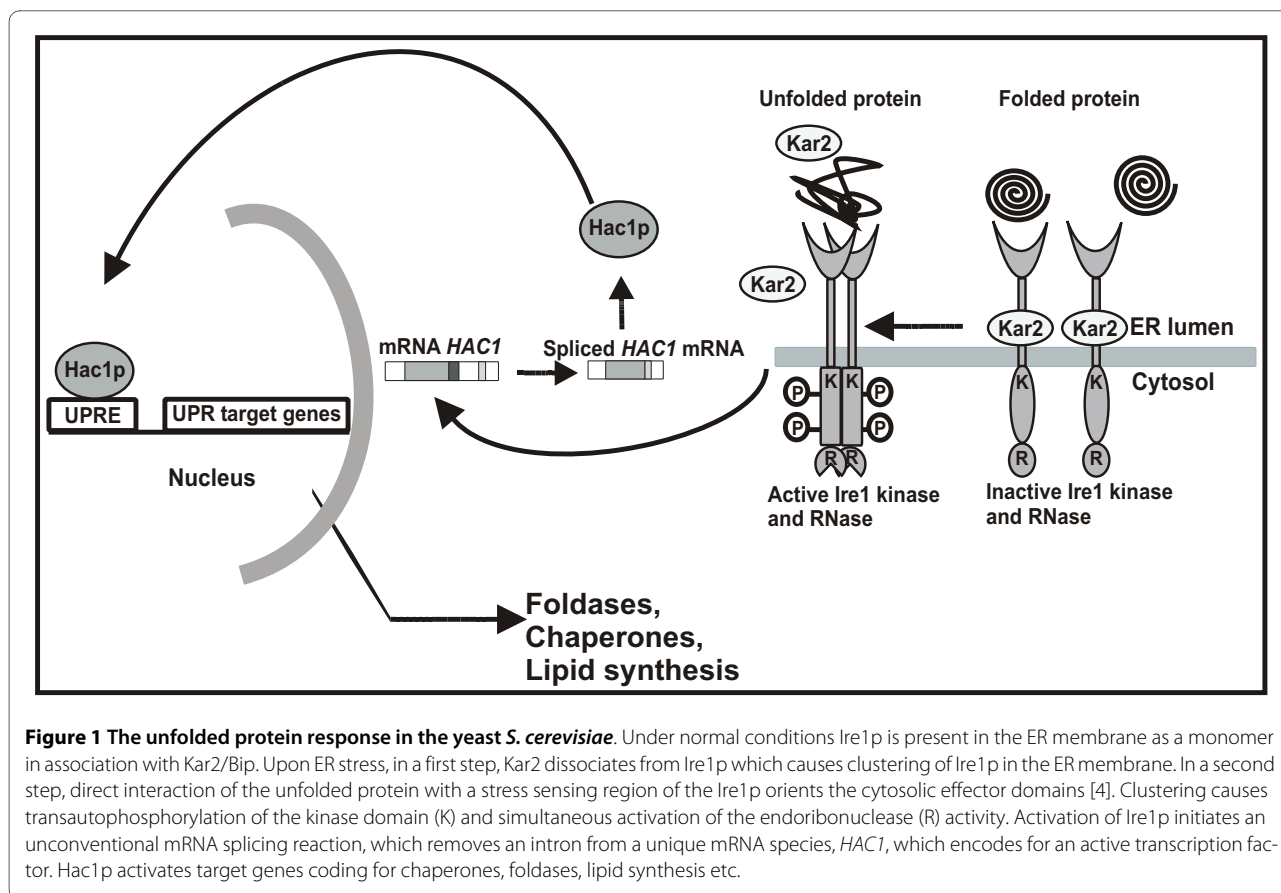 Unfolded protein
Folded protein
Kar2
Hac1p
Kar2
Kar2
Kar2
ER lumen
mRNA HAC1
Spliced HAC1 mRNA
Cytosol
Hac1p
UPRE
UPR target genes
K
K
K
K
P
P
P
P
R
R
R
R
Nucleus
Active Ire1 kinase
and RNase
Inactive Ire1 kinase
and RNase
Foldases,
Chaperones,
Lipid synthesis
Figure 1 The unfolded protein response in the yeast S. cerevisiae. Under normal conditions Ire1p is present in the ER membrane as a monomer
in association with Kar2/Bip. Upon ER stress, in a first step, Kar2 dissociates from Ire1p which causes clustering of Ire1p in the ER membrane. In a second
step, direct interaction of the unfolded protein with a stress sensing region of the Ire1p orients the cytosolic effector domains [4]. Clustering causes
transautophosphorylation of the kinase domain (K) and simultaneous activation of the endoribonuclease (R) activity. Activation of Ire1p initiates an
unconventional mRNA splicing reaction, which removes an intron from a unique mRNA species, HAC1, which encodes for an active transcription fac-
tor. Hac1p activates target genes coding for chaperones, foldases, lipid synthesis etc.